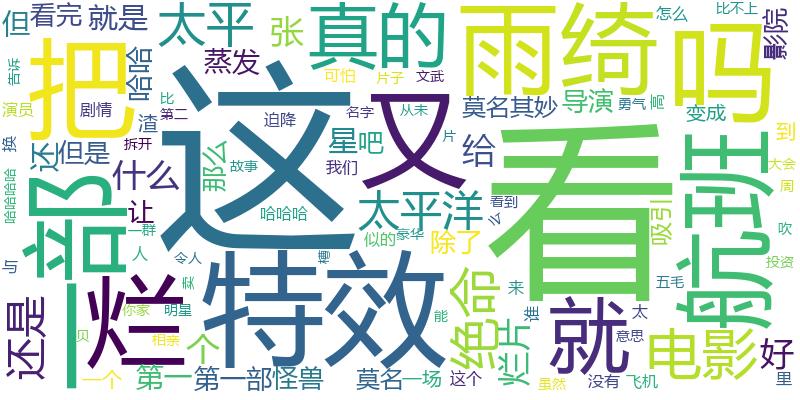 但
看完
就是
太平
张
真的
雨绮
怎么
比不上
吗
影院
把
哈哈
蒸发
可怕
片子
文武
告诉
演员
剧情
渣
比
第二
迫降
名字
从未
莫名其妙
导演
勇气
高
变成
到
换
还
但是
拆开
这
又
星
吧
片
给
看
航班
大会
周
什么
那么
故事
我们
哈哈哈哈
一部
让
哈哈哈
太平洋
看到
么
吸引
吹
与
一群
人
令人
似的
豪华
除了
槽
特效
烂
卖
能
绝命
来
谁
就
五毛
投资
太
还是
你家
明星
贝
相亲
个
意思
电影
好
一个
第一
第一部
怪兽
莫名
一场
这个
烂片
虽然
没有
飞机
里